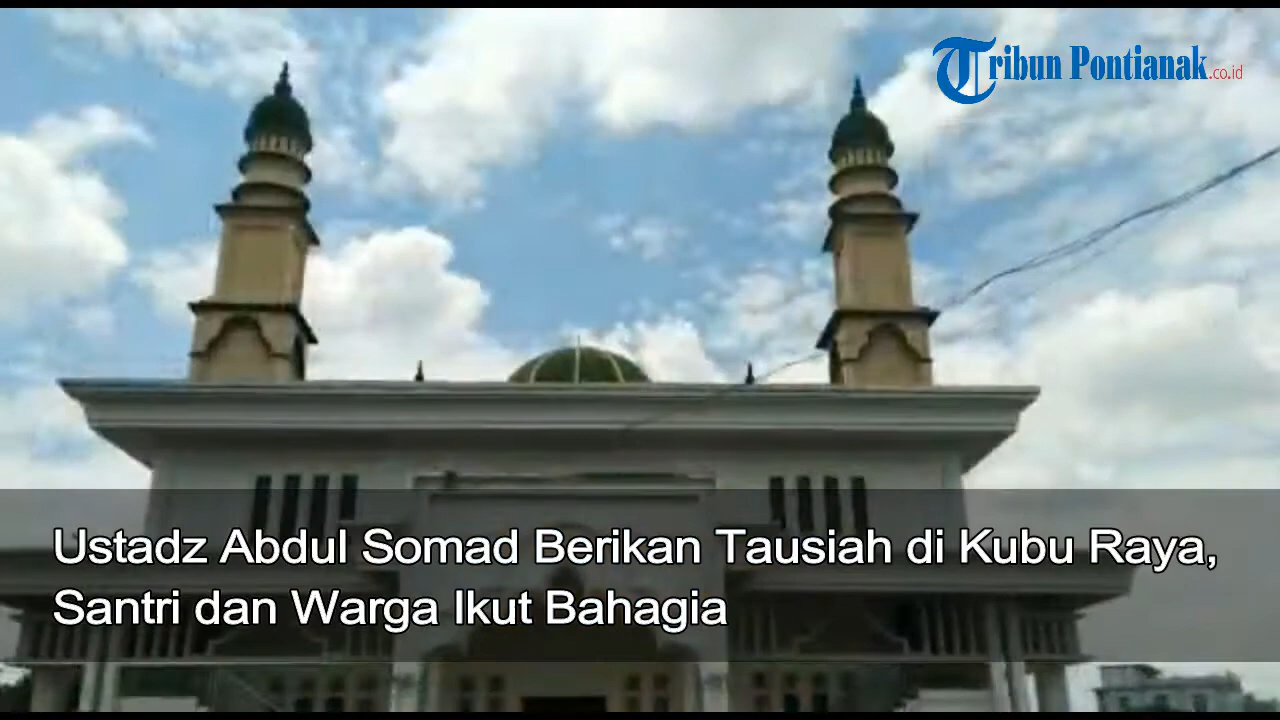 Tribun Pontianak.co.id
Ustadz Abdul Somad Berikan Tausiah di Kubu Raya,
Santri dan Warga Ikut Bahagia